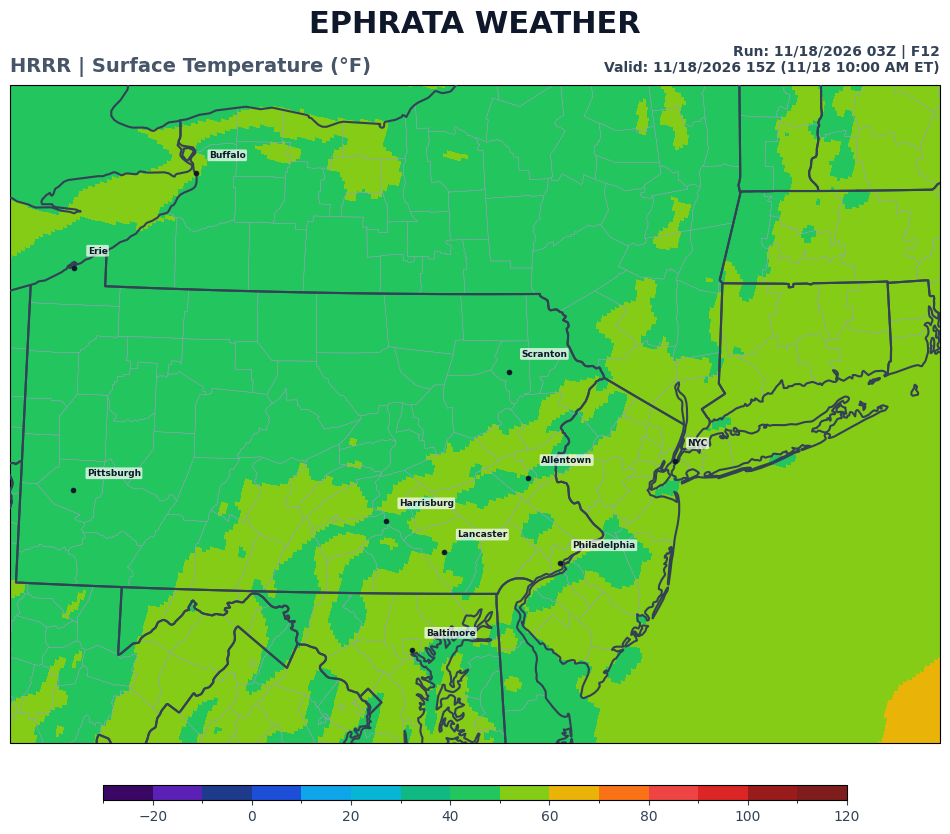 EPHRATA WEATHER
HRRR | Surface Temperature (°F)
Run: 11/18/2026 03Z | F12
Valid: 11/18/2026 15Z (11/18 10:00 AM ET)
Buffalo
Erie
Scranton
NYC
Allentown
Pittsburgh
Harrisburg
Lancaster
Philadelphia
Baltimore
−20 0 20 40 60 80 100 120